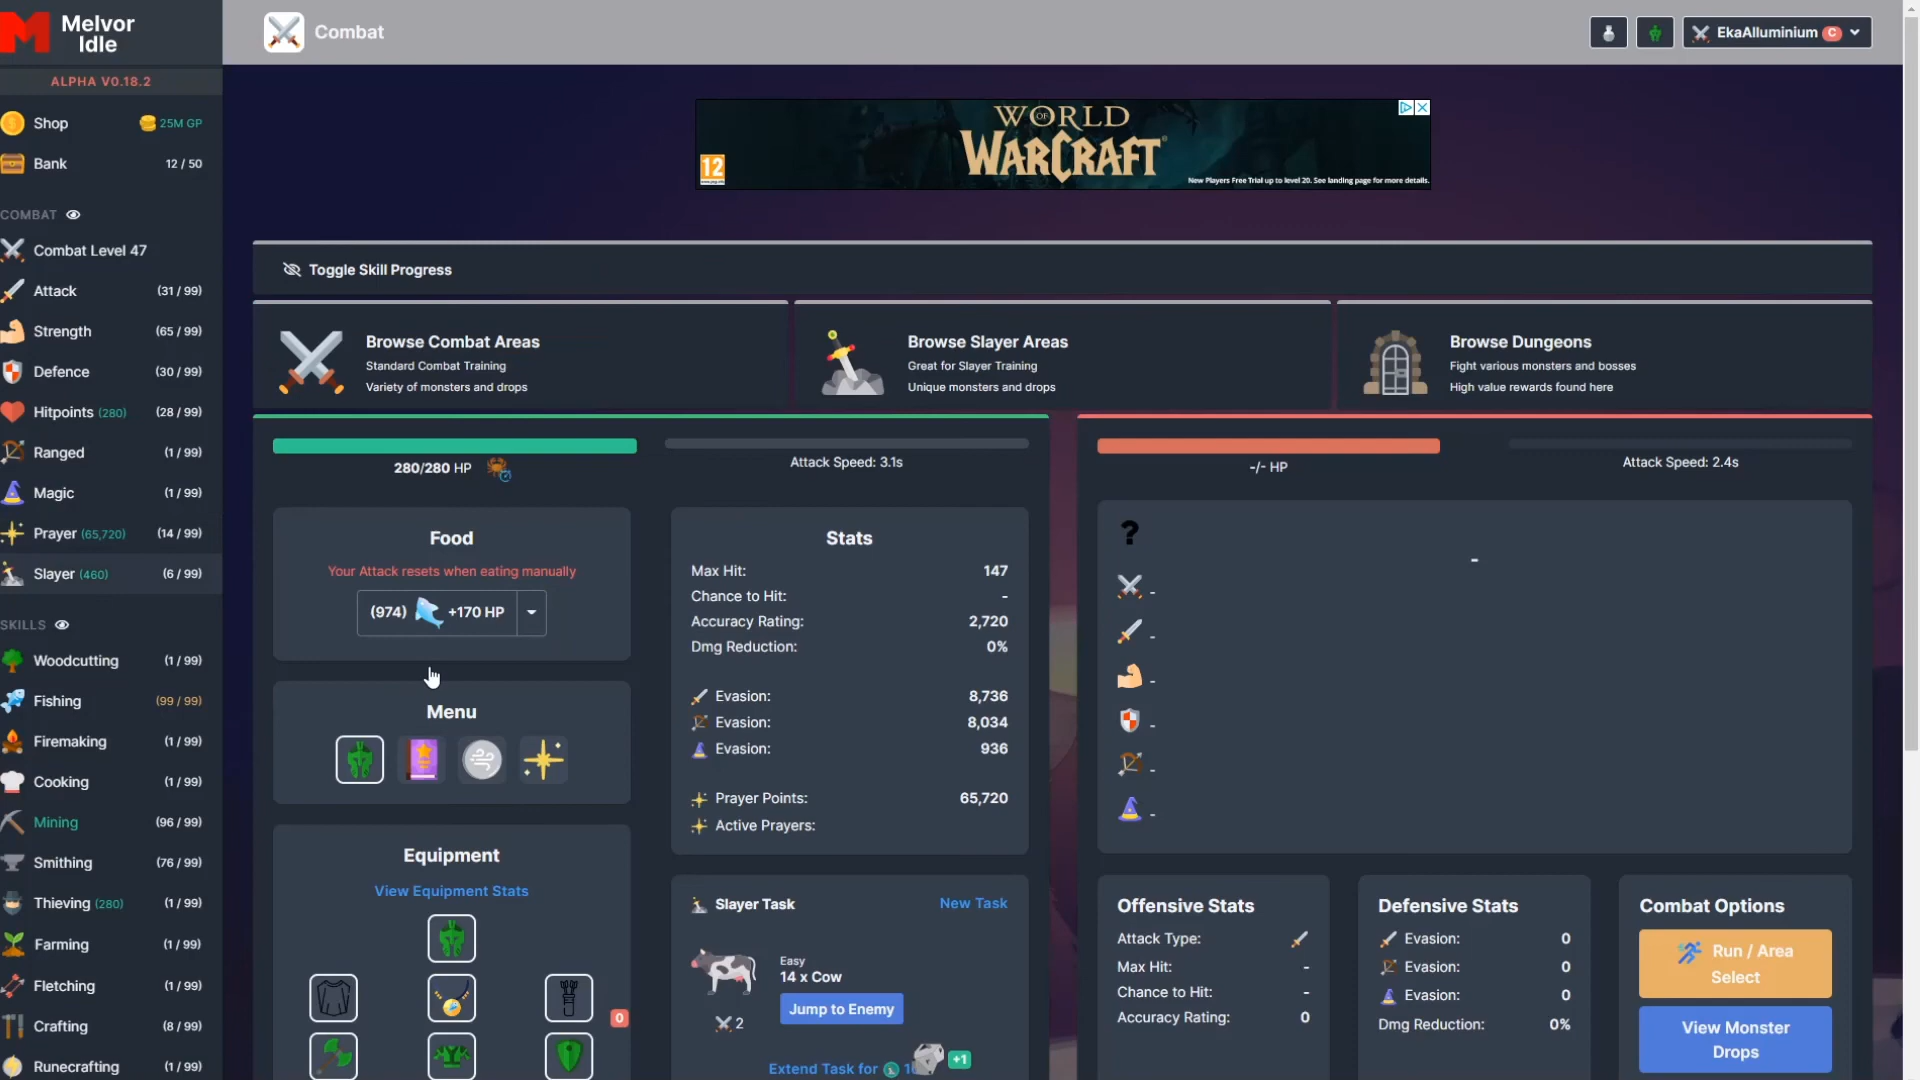 Melvor
Idle
ALPHA V0.18.2
Shop 25M GP
Bank 12 / 50
COMBAT
Combat Level 47
Attack (31 / 99)
Strength (65 / 99)
Defence (30 / 99)
Hitpoints (280) (28 / 99)
Ranged (1 / 99)
Magic (1 / 99)
Prayer (65,720) (14 / 99)
Slayer (460) (6 / 99)
SKILLS
Woodcutting (1 / 99)
Fishing (99 / 99)
Firemaking (1 / 99)
Cooking (1 / 99)
Mining (96 / 99)
Smithing (76 / 99)
Thieving (280) (1 / 99)
Farming (1 / 99)
Fletching (1 / 99)
Crafting (8 / 99)
Runecrafting (1 / 99)
Combat
EkaAlluminium C
WORLD
OF
WARCRAFT
12
New Players Free Trial up to level 20. See landing page for more details.
Toggle Skill Progress
Browse Combat Areas
Standard Combat Training
Variety of monsters and drops
Browse Slayer Areas
Great for Slayer Training
Unique monsters and drops
Browse Dungeons
Fight various monsters and bosses
High value rewards found here
280/280 HP
Attack Speed: 3.1s
Food
Your Attack resets when eating manually
(974) +170 HP
Menu
Equipment
View Equipment Stats
0
Stats
Max Hit: 147
Chance to Hit: -
Accuracy Rating: 2,720
Dmg Reduction: 0%
Evasion: 8,736
Evasion: 8,034
Evasion: 936
Prayer Points: 65,720
Active Prayers:
Slayer Task New Task
Easy
14 x Cow
Jump to Enemy
2
Extend Task for
+1
-/- HP
Attack Speed: 2.4s
?
-
-
-
-
-
-
-
Offensive Stats
Attack Type:
Max Hit: -
Chance to Hit: -
Accuracy Rating: 0
Defensive Stats
Evasion: 0
Evasion: 0
Evasion: 0
Dmg Reduction: 0%
Combat Options
Run / Area
Select
View Monster
Drops